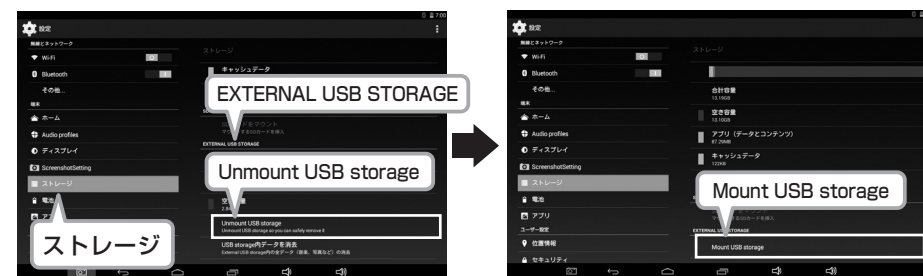 7:00
設定
無線とネットワーク
Wi-Fi
Bluetooth
その他...
端末
ホーム
Audio profiles
ディスプレイ
ScreenshotSetting
ストレージ
電池
ストレージ
キャッシュデータ
EXTERNAL USB STORAGE
EXTERNAL USB STORAGE
Unmount USB storage
Unmount USB storage
Unmount USB storage so you can safely remove it
USB storage内データを消去
ストレージ
設定
無線とネットワーク
Wi-Fi
Bluetooth
その他...
端末
ホーム
Audio profiles
ディスプレイ
ScreenshotSetting
ストレージ
電池
アプリ
ユーザー設定
位置情報
セキュリティ
ストレージ
合計容量
13.19GB
空き容量
13.10GB
アプリ（データとコンテンツ）
87.29MB
キャッシュデータ
122KB
Mount USB storage
Mount USB storage